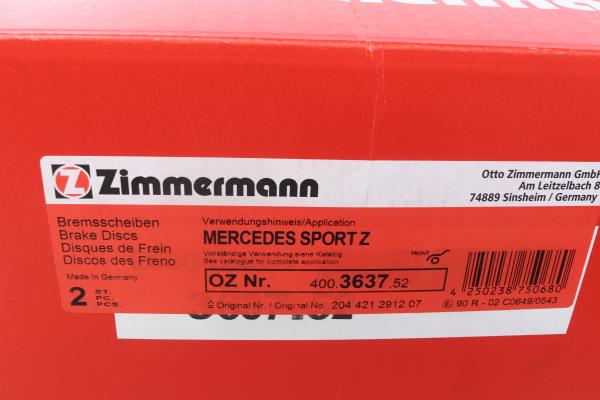 Zimmermann
Otto Zimmermann GmbH
Am Leitzelbach 8
74889 Sinsheim / Germany
Bremsscheiben
Brake Discs
Disques de Frein
Discos des Freno
Made in Germany
2 ST. PC. PCS.
Verwendungshinweis/Application
MERCEDES SPORT Z
Vollständige Verwendung siehe Katalog
See catalogue for complete application
FRONT
OZ Nr. 400.3637.52
Original Nr. / Original No. 204 421 2912 07
4 250238 750680
E1 90 R - 02 C0649/0543